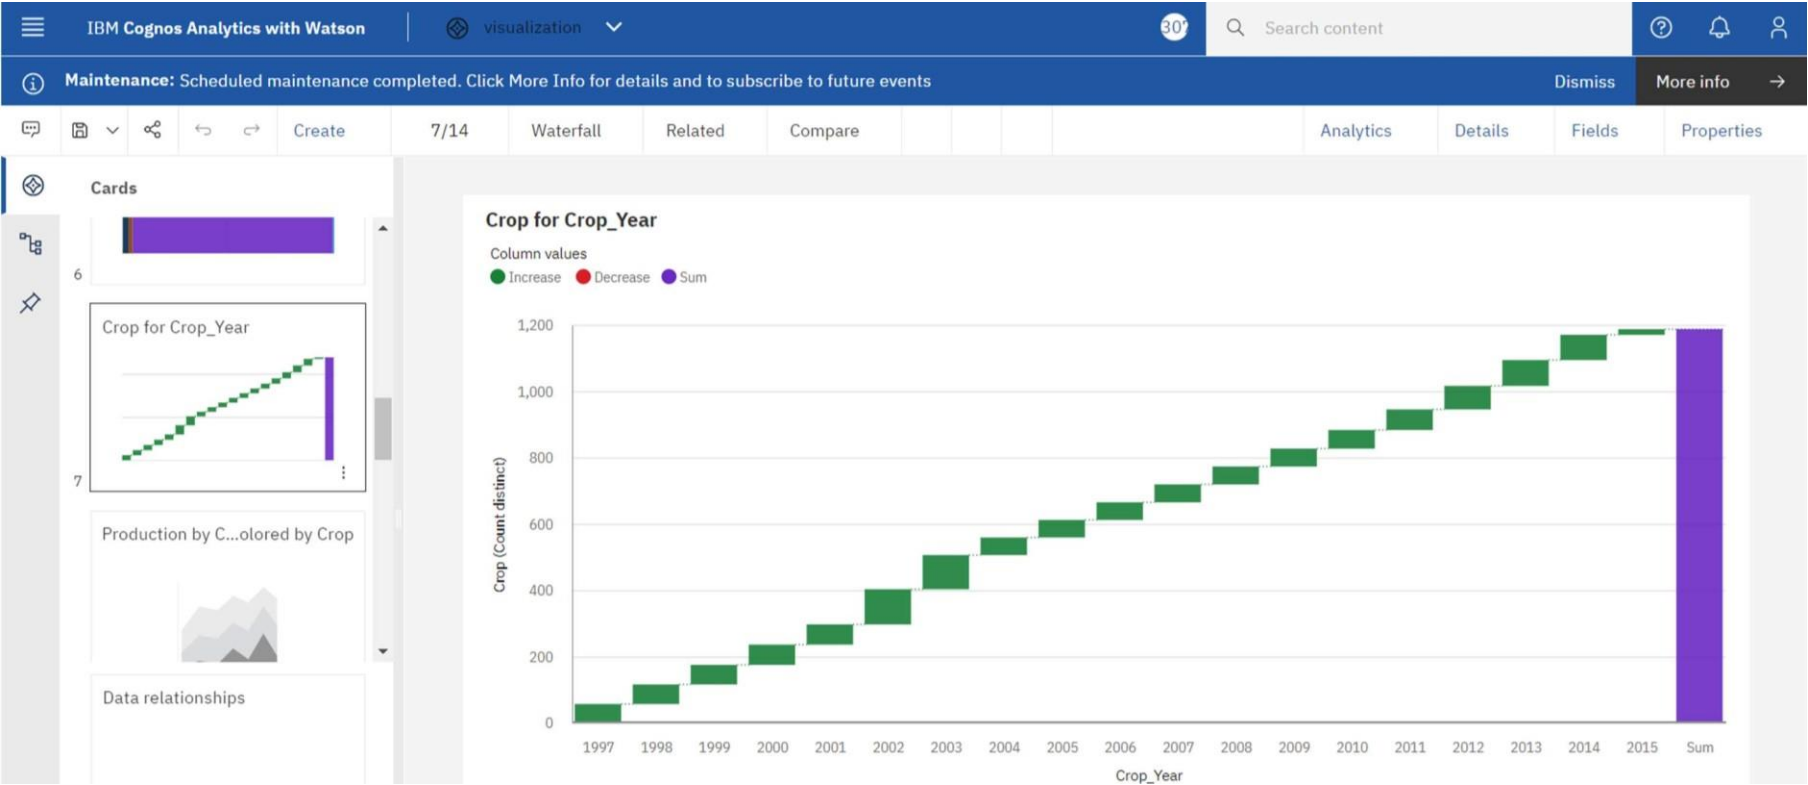 IBM Cognos Analytics with Watson
visualization
30?
Search content
Maintenance: Scheduled maintenance completed. Click More Info for details and to subscribe to future events
Dismiss
More info
Create
7/14
Waterfall
Related
Compare
Analytics
Details
Fields
Properties
Cards
6
Crop for Crop_Year
7
Production by C...olored by Crop
Data relationships
Crop for Crop_Year
Column values
Increase Decrease Sum
Crop (Count distinct)
1,200
1,000
800
600
400
200
0
1997 1998 1999 2000 2001 2002 2003 2004 2005 2006 2007 2008 2009 2010 2011 2012 2013 2014 2015 Sum
Crop_Year